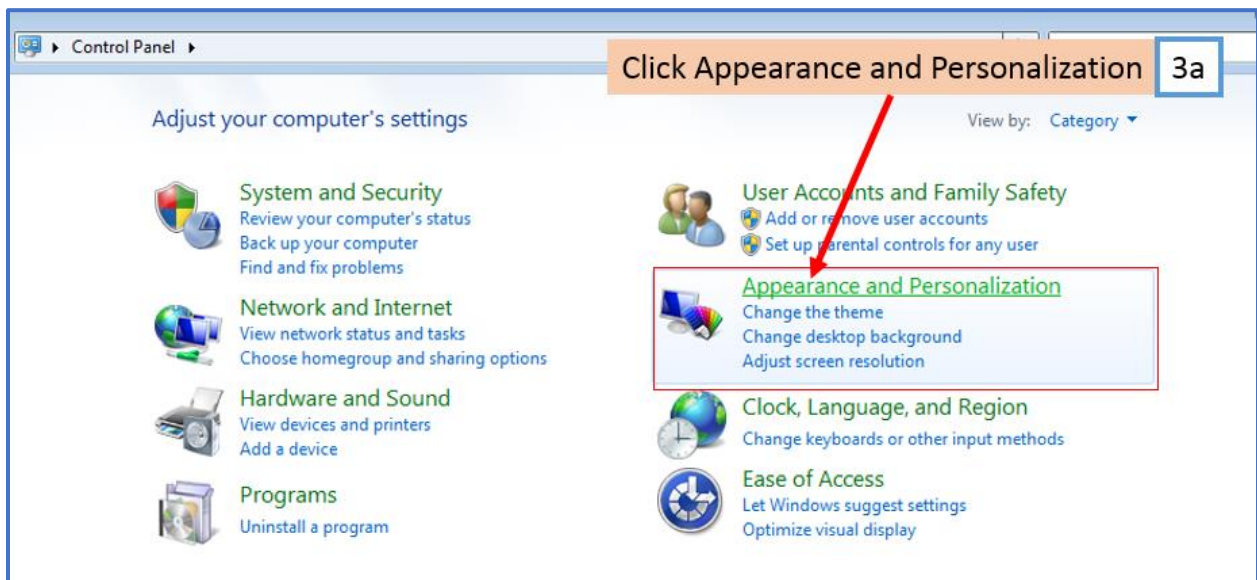 Control Panel
Click Appearance and Personalization 3a
Adjust your computer's settings
View by: Category
System and Security
Review your computer's status
Back up your computer
Find and fix problems
Network and Internet
View network status and tasks
Choose homegroup and sharing options
Hardware and Sound
View devices and printers
Add a device
Programs
Uninstall a program
User Accounts and Family Safety
Add or remove user accounts
Set up parental controls for any user
Appearance and Personalization
Change the theme
Change desktop background
Adjust screen resolution
Clock, Language, and Region
Change keyboards or other input methods
Ease of Access
Let Windows suggest settings
Optimize visual display